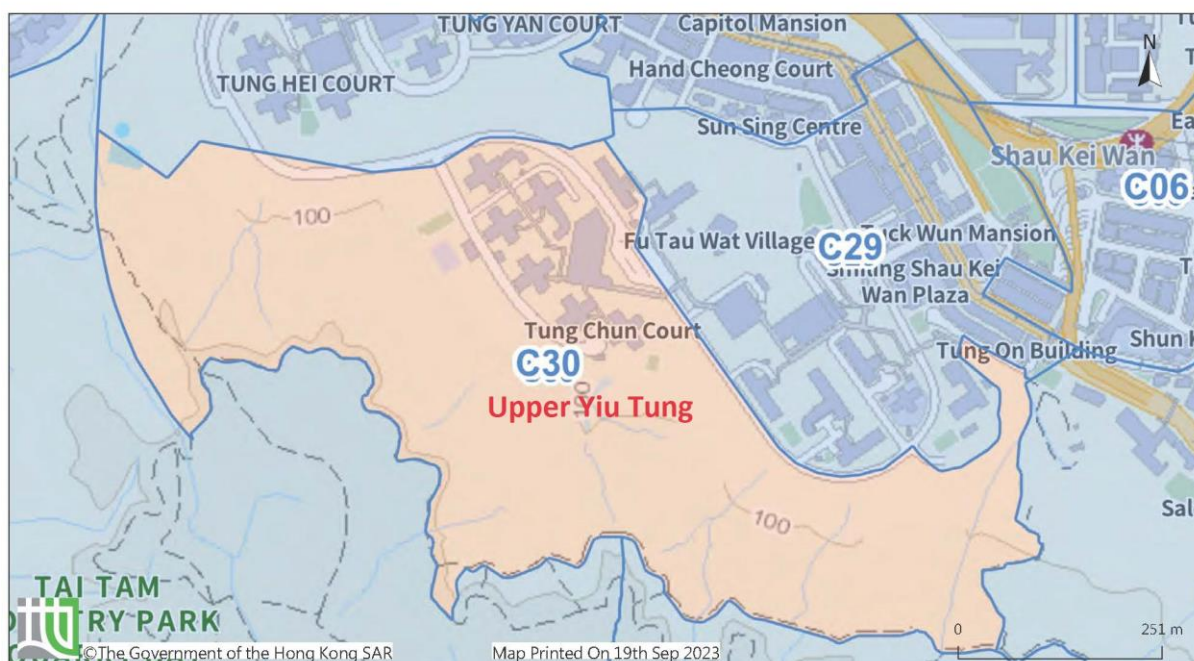 TUNG YAN COURT
Capitol Mansion
TUNG HEI COURT
Hand Cheong Court
N
Sun Sing Centre
Shau Kei Wan
C06
100
Fu Tau Wat Village
C29
Tuck Wun Mansion
Smiling Shau Kei
Wan Plaza
Tung Chun Court
Tung On Building
C30
100
Upper Yiu Tung
100
TAI TAM
RY PARK
0
251 m
©The Government of the Hong Kong SAR
Map Printed On 19th Sep 2023